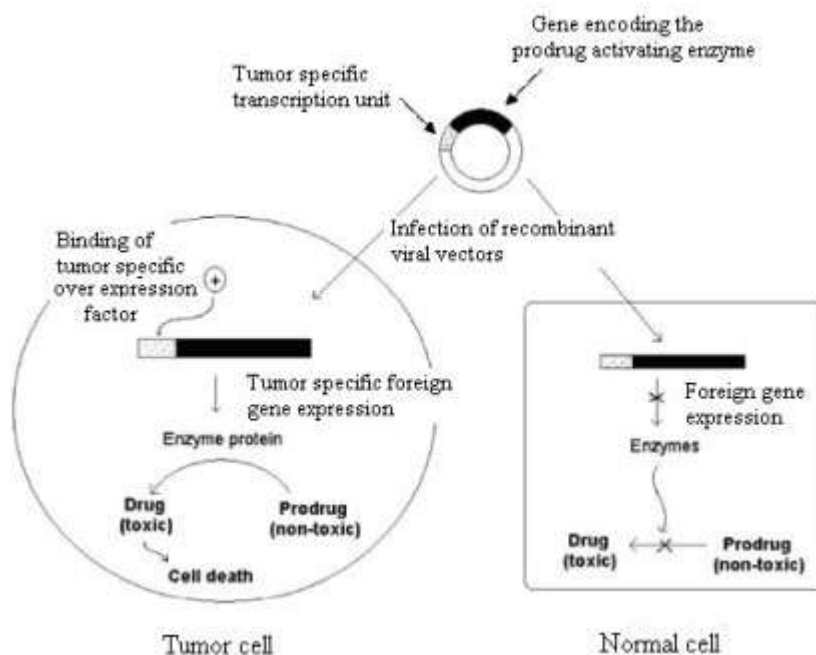 Gene encoding the
prodrug activating enzyme
Tumor specific
transcription unit
Infection of recombinant
viral vectors
Binding of
tumor specific
over expression
factor
+
Tumor specific foreign
gene expression
Enzyme protein
Drug
(toxic)
Prodrug
(non-toxic)
Cell death
Tumor cell
Foreign gene
expression
Enzymes
Drug
(toxic)
Prodrug
(non-toxic)
Normal cell